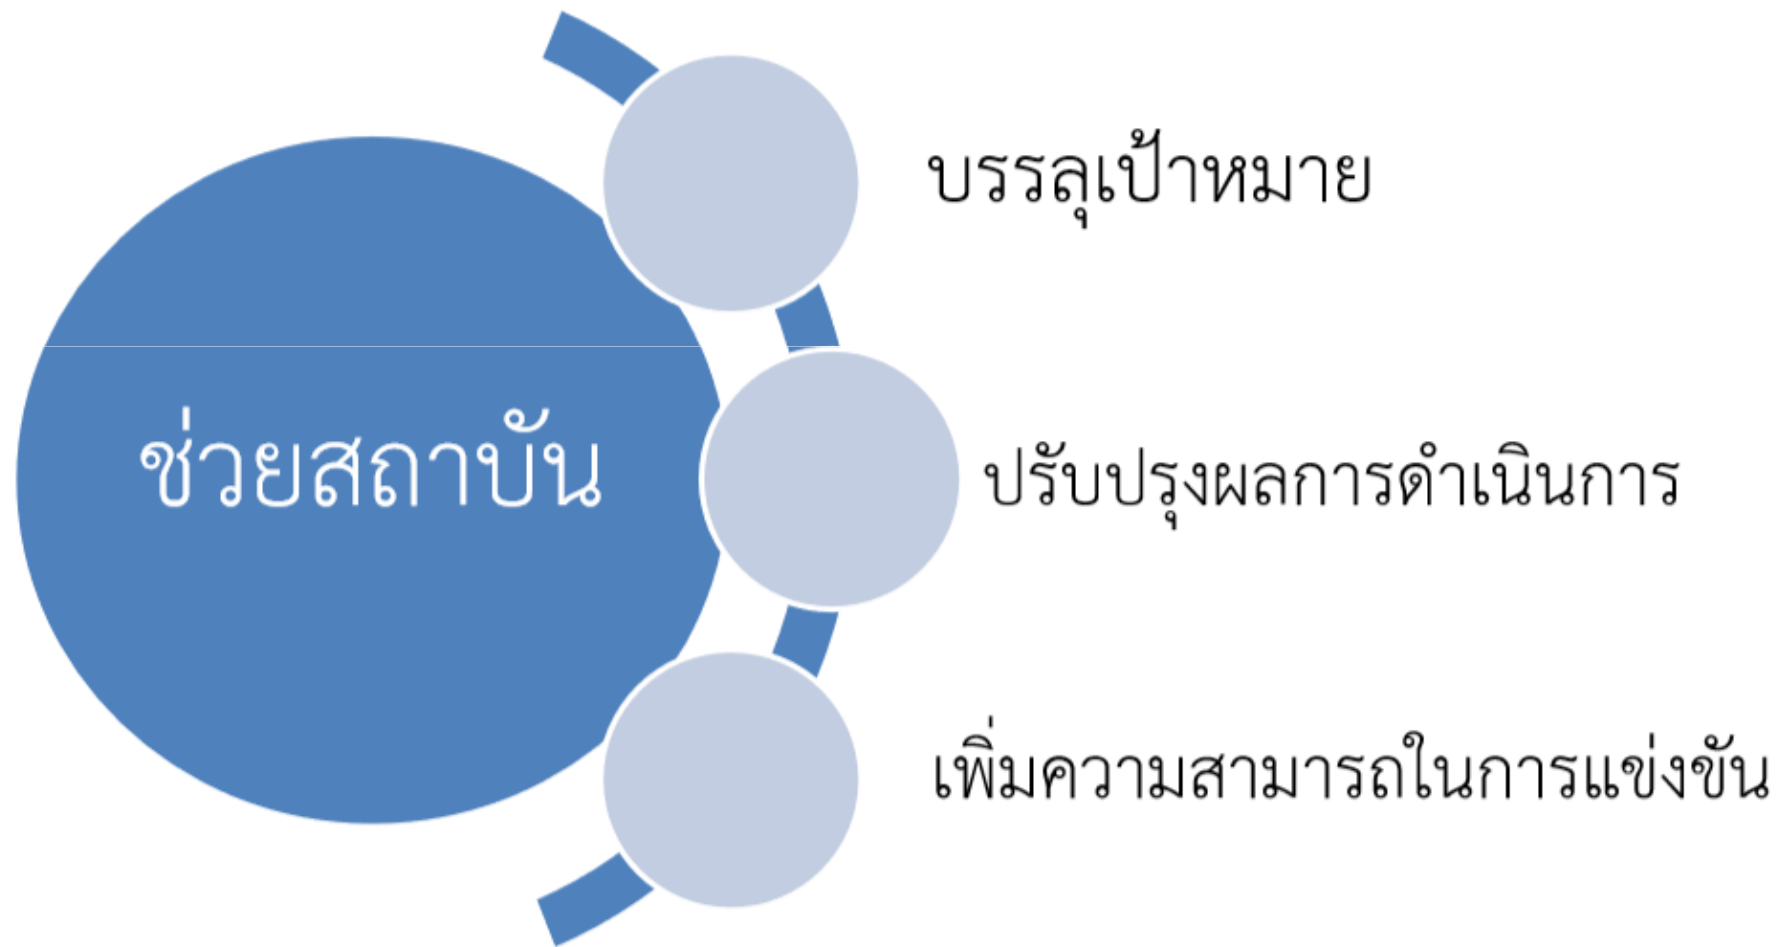 ช่วยสถาบัน
บรรลุเป้าหมาย
ปรับปรุงผลการดำเนินการ
เพิ่มความสามารถในการแข่งขัน